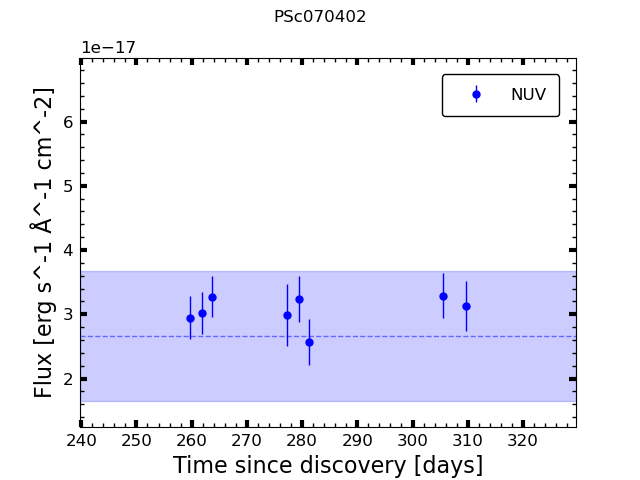 PSc070402
1e−17
NUV
6
5
4
3
2
Flux [erg s^-1 Å^-1 cm^-2]
240 250 260 270 280 290 300 310 320
Time since discovery [days]